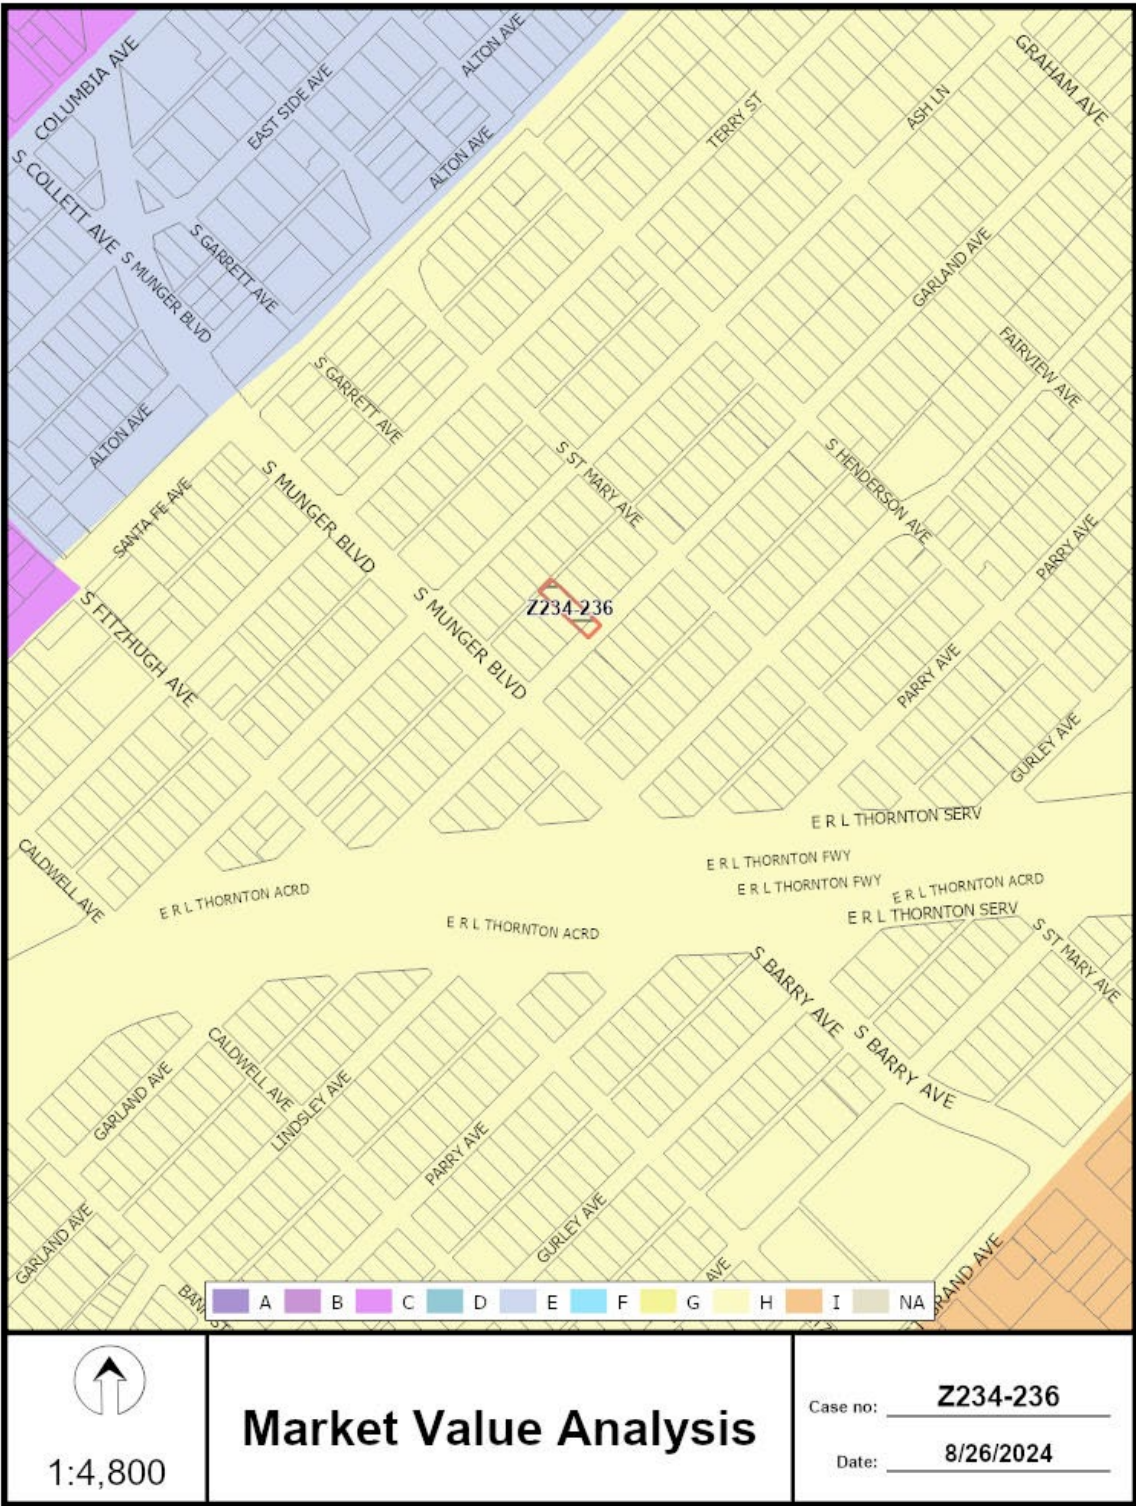 COLUMBIA AVE
EAST SIDE AVE
ALTON AVE
GRAHAM AVE
TERRY ST
ASH LN
ALTON AVE
S COLLETT AVE
S GARRETT AVE
S MUNGER BLVD
GARLAND AVE
FAIRVIEW AVE
S GARRETT AVE
ALTON AVE
S ST MARY AVE
S HENDERSON AVE
SANTA FE AVE
S MUNGER BLVD
PARRY AVE
Z234-236
S FITZHUGH AVE
S MUNGER BLVD
PARRY AVE
GURLEY AVE
E R L THORNTON SERV
CALDWELL AVE
E R L THORNTON FWY
E R L THORNTON FWY
E R L THORNTON ACRD
E R L THORNTON ACRD
E R L THORNTON SERV
E R L THORNTON ACRD
S ST MARY AVE
S BARRY AVE
S BARRY AVE
CALDWELL AVE
GARLAND AVE
LINDSLEY AVE
PARRY AVE
GURLEY AVE
GARLAND AVE
AVE
A B C D E F G H I NA
1:4,800
Market Value Analysis
Case no: Z234-236
Date: 8/26/2024